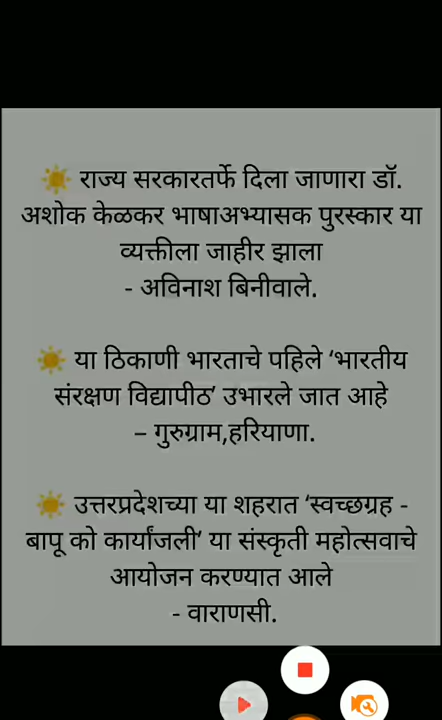 ☀ राज्य सरकारतर्फे दिला जाणारा डॉ.
अशोक केळकर भाषाअभ्यासक पुरस्कार या
व्यक्तीला जाहीर झाला
- अविनाश बिनीवाले.
☀ या ठिकाणी भारताचे पहिले ‘भारतीय
संरक्षण विद्यापीठ’ उभारले जात आहे
– गुरुग्राम,हरियाणा.
☀ उत्तरप्रदेशच्या या शहरात ‘स्वच्छग्रह -
बापू को कार्यांजली’ या संस्कृती महोत्सवाचे
आयोजन करण्यात आले
- वाराणसी.